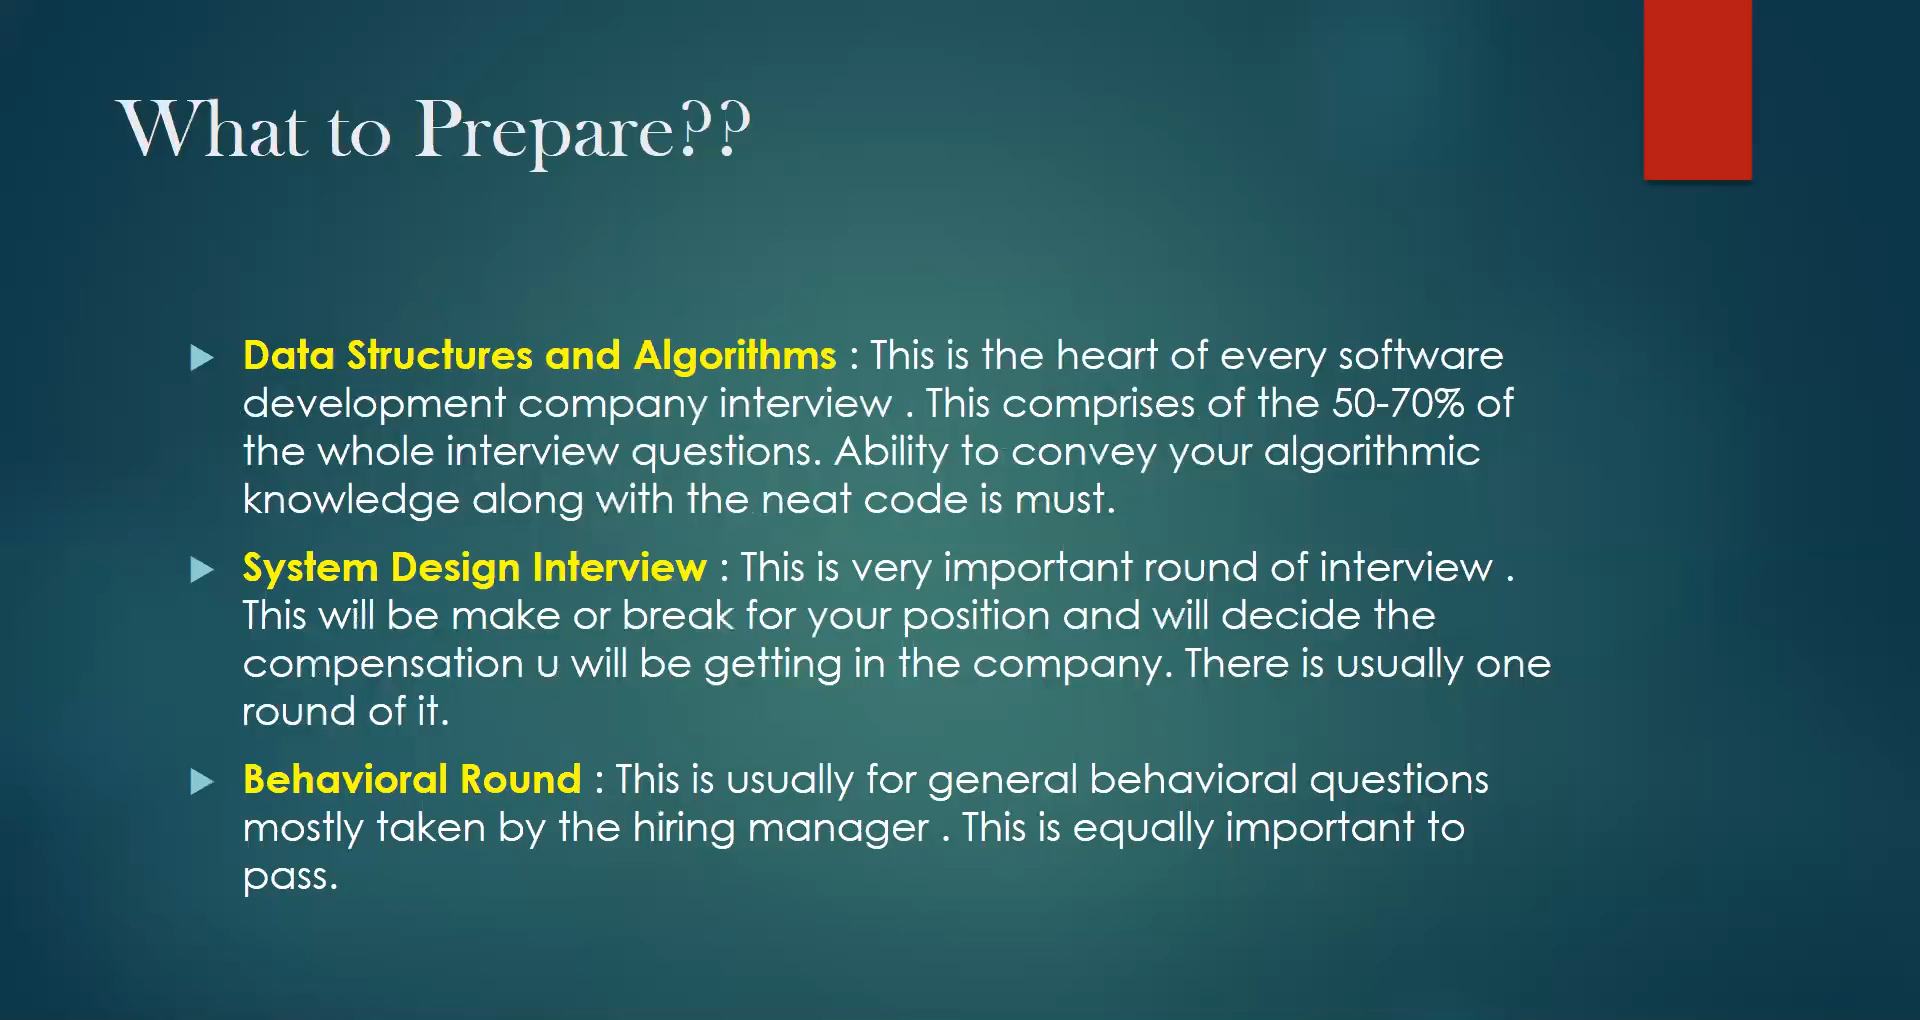 What to Prepare??
Data Structures and Algorithms : This is the heart of every software
development company interview . This comprises of the 50-70% of
the whole interview questions. Ability to convey your algorithmic
knowledge along with the neat code is must.
System Design Interview : This is very important round of interview .
This will be make or break for your position and will decide the
compensation u will be getting in the company. There is usually one
round of it.
Behavioral Round : This is usually for general behavioral questions
mostly taken by the hiring manager . This is equally important to
pass.